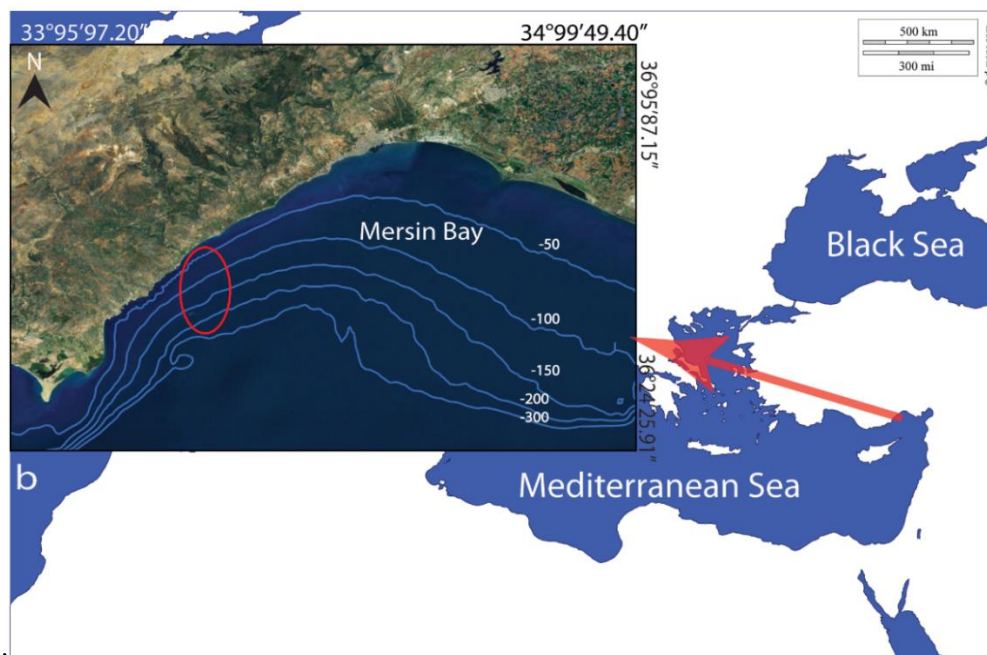 33°95'97.20"
34°99'49.40"
500 km
300 mi
N
36°95'87.15"
Mersin Bay
-50
Black Sea
-100
-150
36°24'25.91"
-200
-300
b
Mediterranean Sea